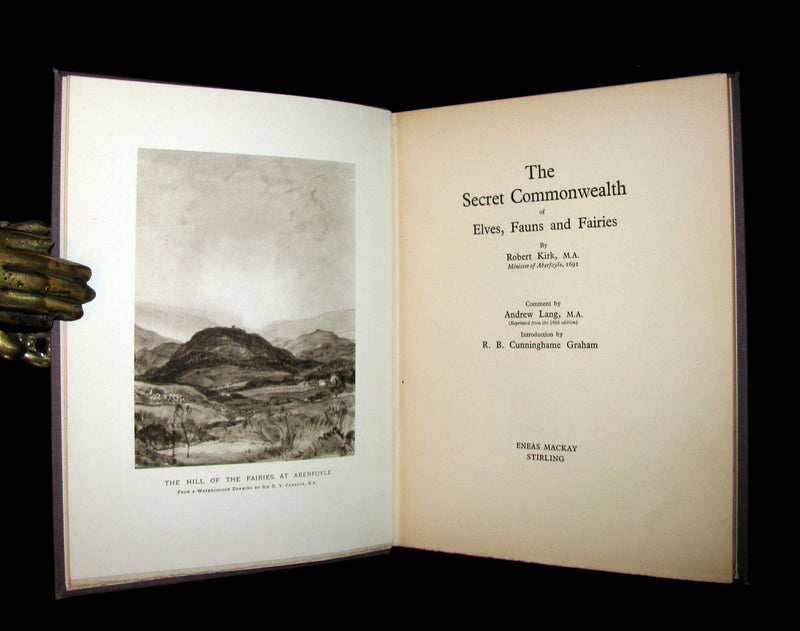 THE HILL OF THE FAIRIES AT ABERFOYLE
FROM A WATERCOLOUR DRAWING BY SIR D. Y. CAMERON, R.A.
The
Secret Commonwealth
of
Elves, Fauns and Fairies
By
Robert Kirk, M.A.
Minister of Aberfoyle, 1691
Comment by
Andrew Lang, M.A.
(Reprinted from the 1893 edition)
Introduction by
R. B. Cunninghame Graham
ENEAS MACKAY
STIRLING